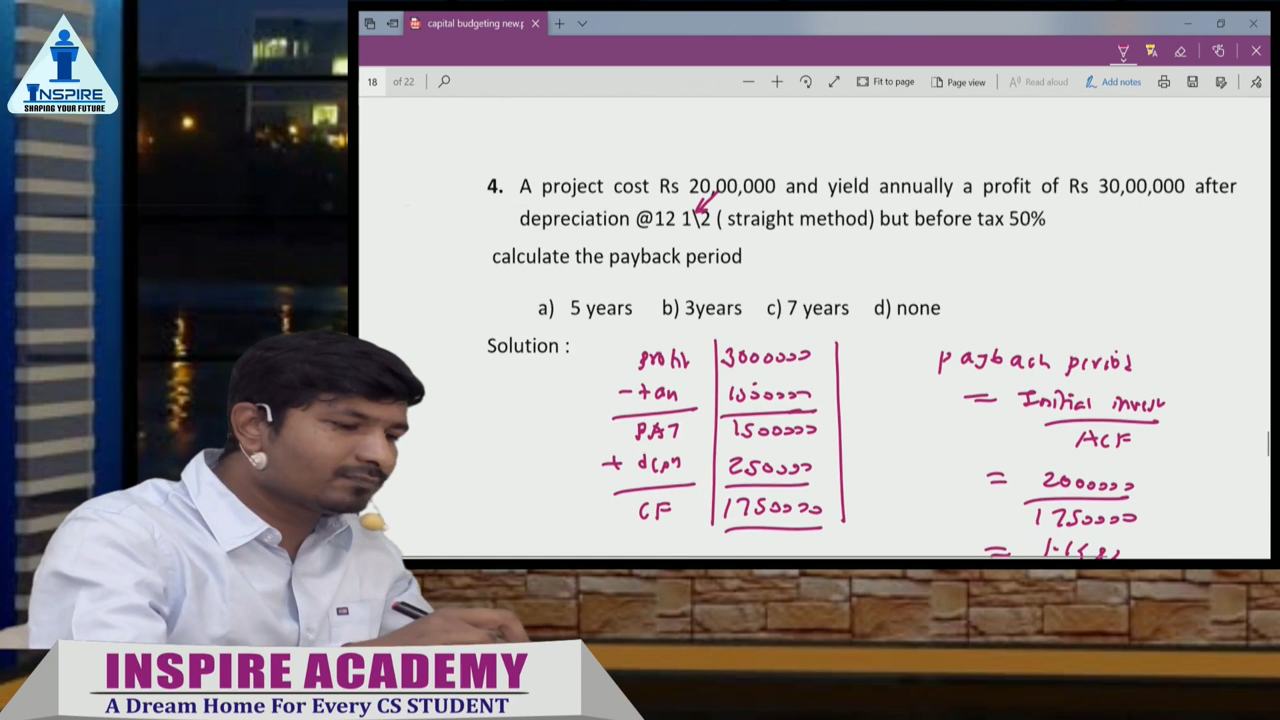 INSPIRE
SHAPING YOUR FUTURE
capital budgeting new.p
18 of 22
Fit to page
Page view
Read aloud
Add notes
4. A project cost Rs 20,00,000 and yield annually a profit of Rs 30,00,000 after
depreciation @12 1\2 ( straight method) but before tax 50%
calculate the payback period
a) 5 years b) 3years c) 7 years d) none
Solution :
profit 3000000
- tax 1500000
PAT 1500000
+ depn 250000
CF 1750000
payback period
= Initial invest
ACF
= 2000000
1750000
=
INSPIRE ACADEMY
A Dream Home For Every CS STUDENT